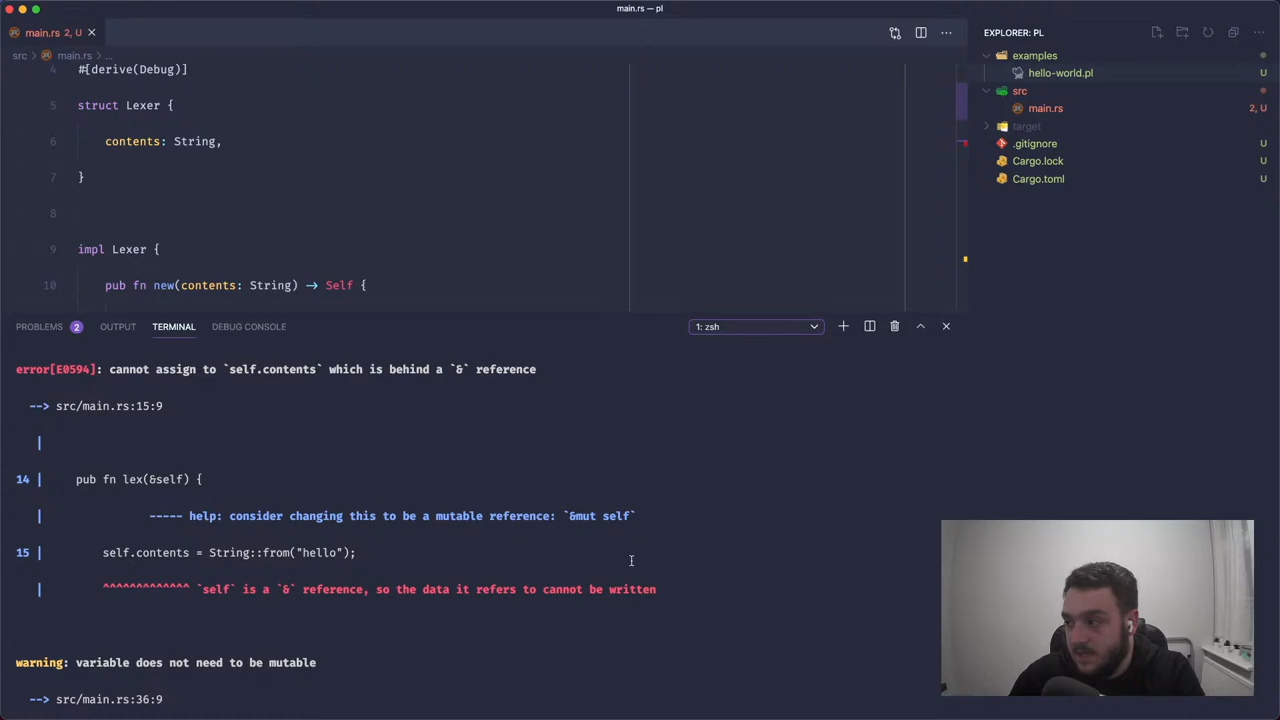 main.rs — pl
main.rs 2, U
src > main.rs > ...
4 #[derive(Debug)]
5 struct Lexer {
6 contents: String,
7 }
8
9 impl Lexer {
10 pub fn new(contents: String) -> Self {
EXPLORER: PL
examples
hello-world.pl U
src
main.rs 2, U
target
.gitignore U
Cargo.lock U
Cargo.toml U
PROBLEMS 2 OUTPUT TERMINAL DEBUG CONSOLE 1: zsh
error[E0594]: cannot assign to `self.contents` which is behind a `&` reference
--> src/main.rs:15:9
|
14 | pub fn lex(&self) {
| ----- help: consider changing this to be a mutable reference: `&mut self`
15 | self.contents = String::from("hello");
| ^^^^^^^^^^^^^ `self` is a `&` reference, so the data it refers to cannot be written
warning: variable does not need to be mutable
--> src/main.rs:36:9